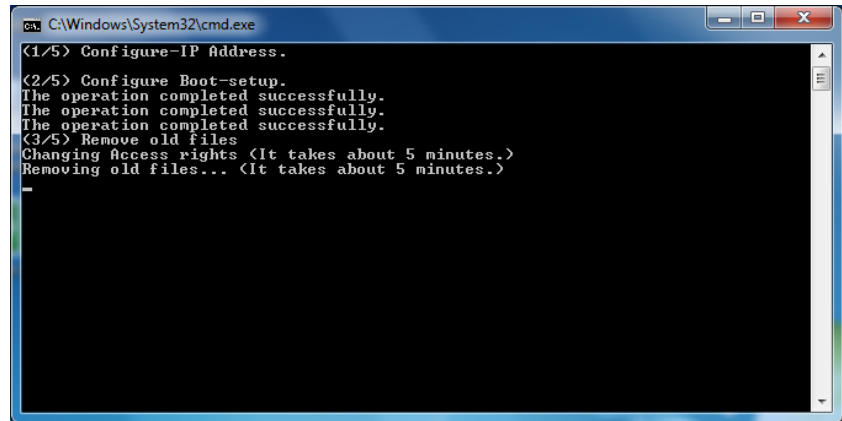 C:\Windows\System32\cmd.exe
(1/5) Configure-IP Address.
(2/5) Configure Boot-setup.
The operation completed successfully.
The operation completed successfully.
The operation completed successfully.
(3/5) Remove old files
Changing Access rights (It takes about 5 minutes.)
Removing old files... (It takes about 5 minutes.)